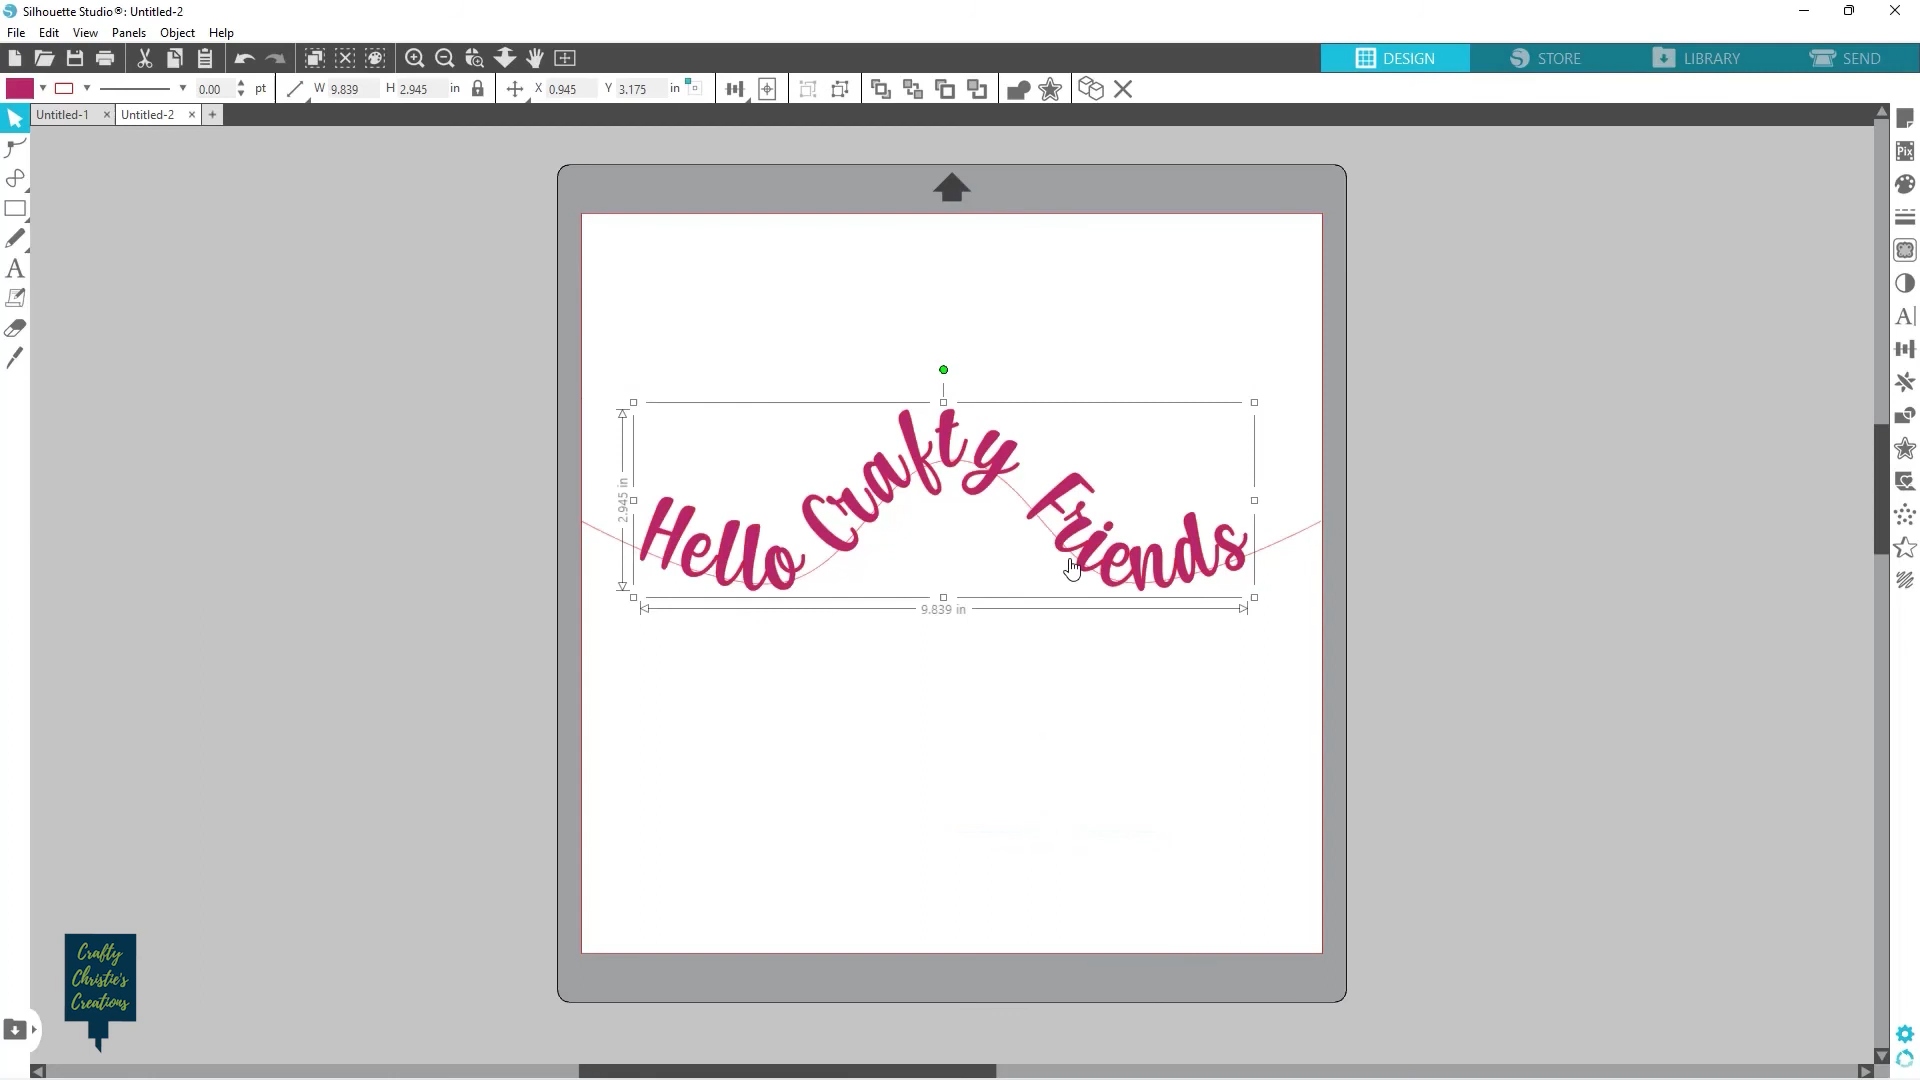 Silhouette Studio®: Untitled-2
File Edit View Panels Object Help
DESIGN STORE LIBRARY SEND
0.00 pt W 9.839 H 2.945 in X 0.945 Y 3.175 in
Untitled-1 Untitled-2
Pix
A
A
2.945 in
Hello Crafty Friends
9.839 in
Crafty
Christie's
Creations